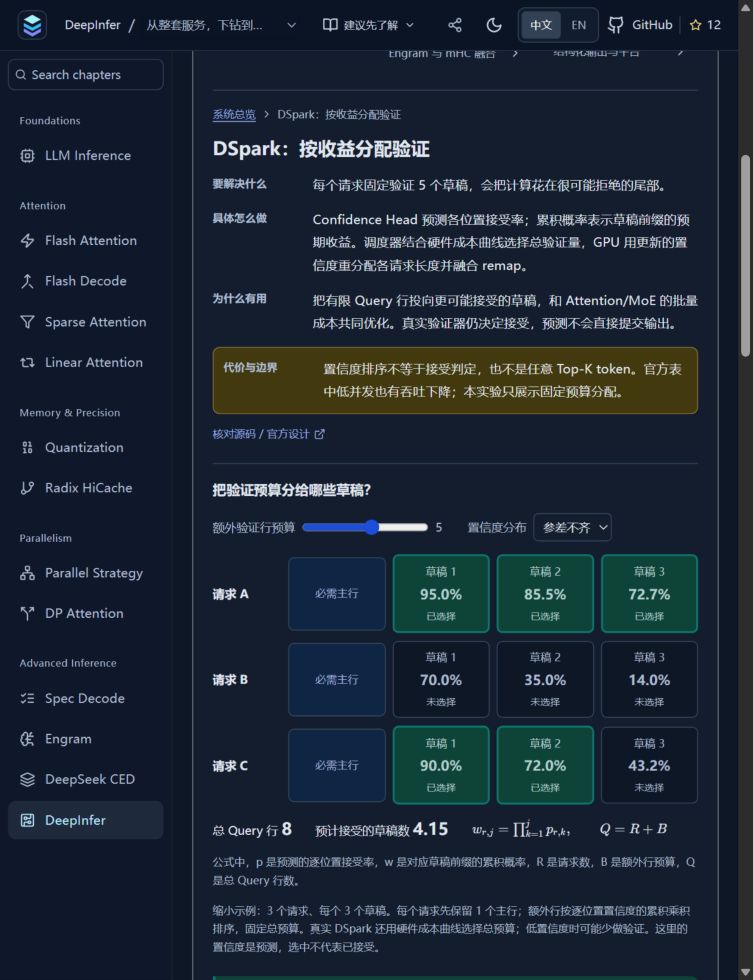 DeepInfer / 从整套服务，下钻到... 建议先了解 中文 EN GitHub 12
Search chapters
Foundations
LLM Inference
Attention
Flash Attention
Flash Decode
Sparse Attention
Linear Attention
Memory & Precision
Quantization
Radix HiCache
Parallelism
Parallel Strategy
DP Attention
Advanced Inference
Spec Decode
Engram
DeepSeek CED
DeepInfer
Engram 与 mHC 融合 结构化输出与平台
系统总览 > DSpark：按收益分配验证
DSpark：按收益分配验证
要解决什么 每个请求固定验证 5 个草稿，会把计算花在很可能拒绝的尾部。
具体怎么做 Confidence Head 预测各位置接受率；累积概率表示草稿前缀的预
期收益。调度器结合硬件成本曲线选择总验证量，GPU 用更新的置
信度重分配各请求长度并融合 remap。
为什么有用 把有限 Query 行投向更可能接受的草稿，和 Attention/MoE 的批量
成本共同优化。真实验证器仍决定接受，预测不会直接提交输出。
代价与边界 置信度排序不等于接受判定，也不是任意 Top-K token。官方表
中低并发也有吞吐下降；本实验只展示固定预算分配。
核对源码 / 官方设计
把验证预算分给哪些草稿？
额外验证行预算 5 置信度分布 参差不齐
请求 A 必需主行
草稿 1 草稿 2 草稿 3
95.0% 85.5% 72.7%
已选择 已选择 已选择
请求 B 必需主行
草稿 1 草稿 2 草稿 3
70.0% 35.0% 14.0%
未选择 未选择 未选择
请求 C 必需主行
草稿 1 草稿 2 草稿 3
90.0% 72.0% 43.2%
已选择 已选择 未选择
总 Query 行 8 预计接受的草稿数 4.15 w_{r,j} = ∏_{k=1}^{j} p_{r,k}, Q = R + B
公式中，p 是预测的逐位置接受率，w 是对应草稿前缀的累积概率，R 是请求数，B 是额外行预算，Q
是总 Query 行数。
缩小示例：3 个请求、每个 3 个草稿。每个请求先保留 1 个主行；额外行按逐位置置信度的累积乘积
排序，固定总预算。真实 DSpark 还用硬件成本曲线选择总预算；低置信度时可能少做验证。这里的
置信度是预测，选中不代表已接受。